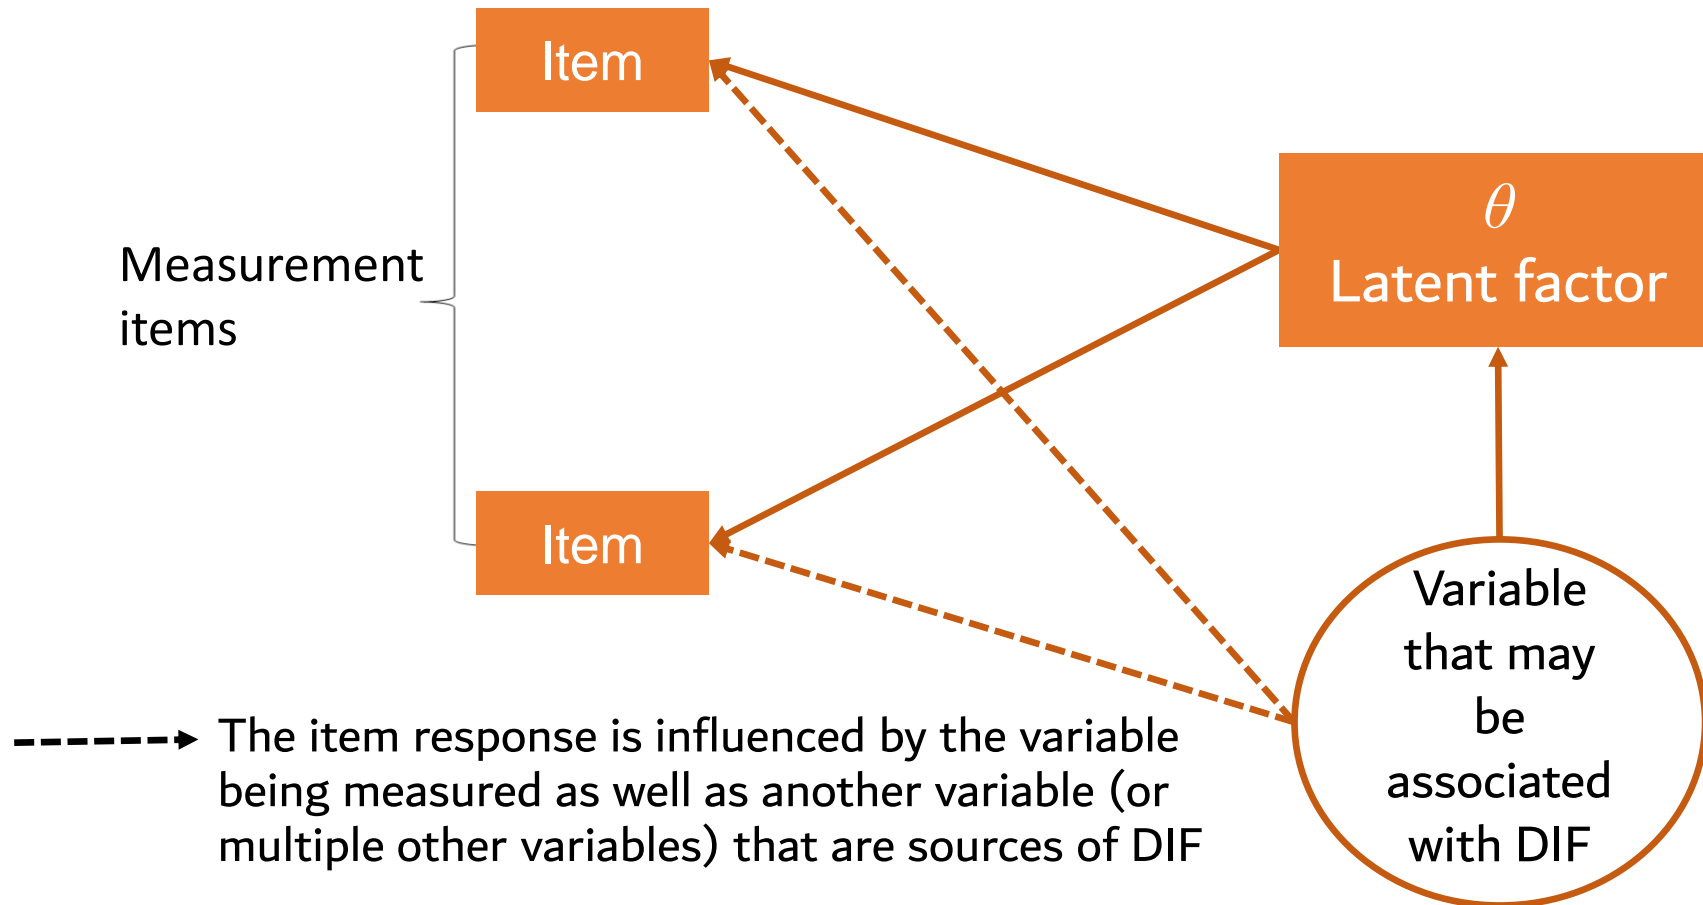 Item
θ
Latent factor
Measurement
items
Item
Variable
that may
be
associated
with DIF
The item response is influenced by the variable
being measured as well as another variable (or
multiple other variables) that are sources of DIF